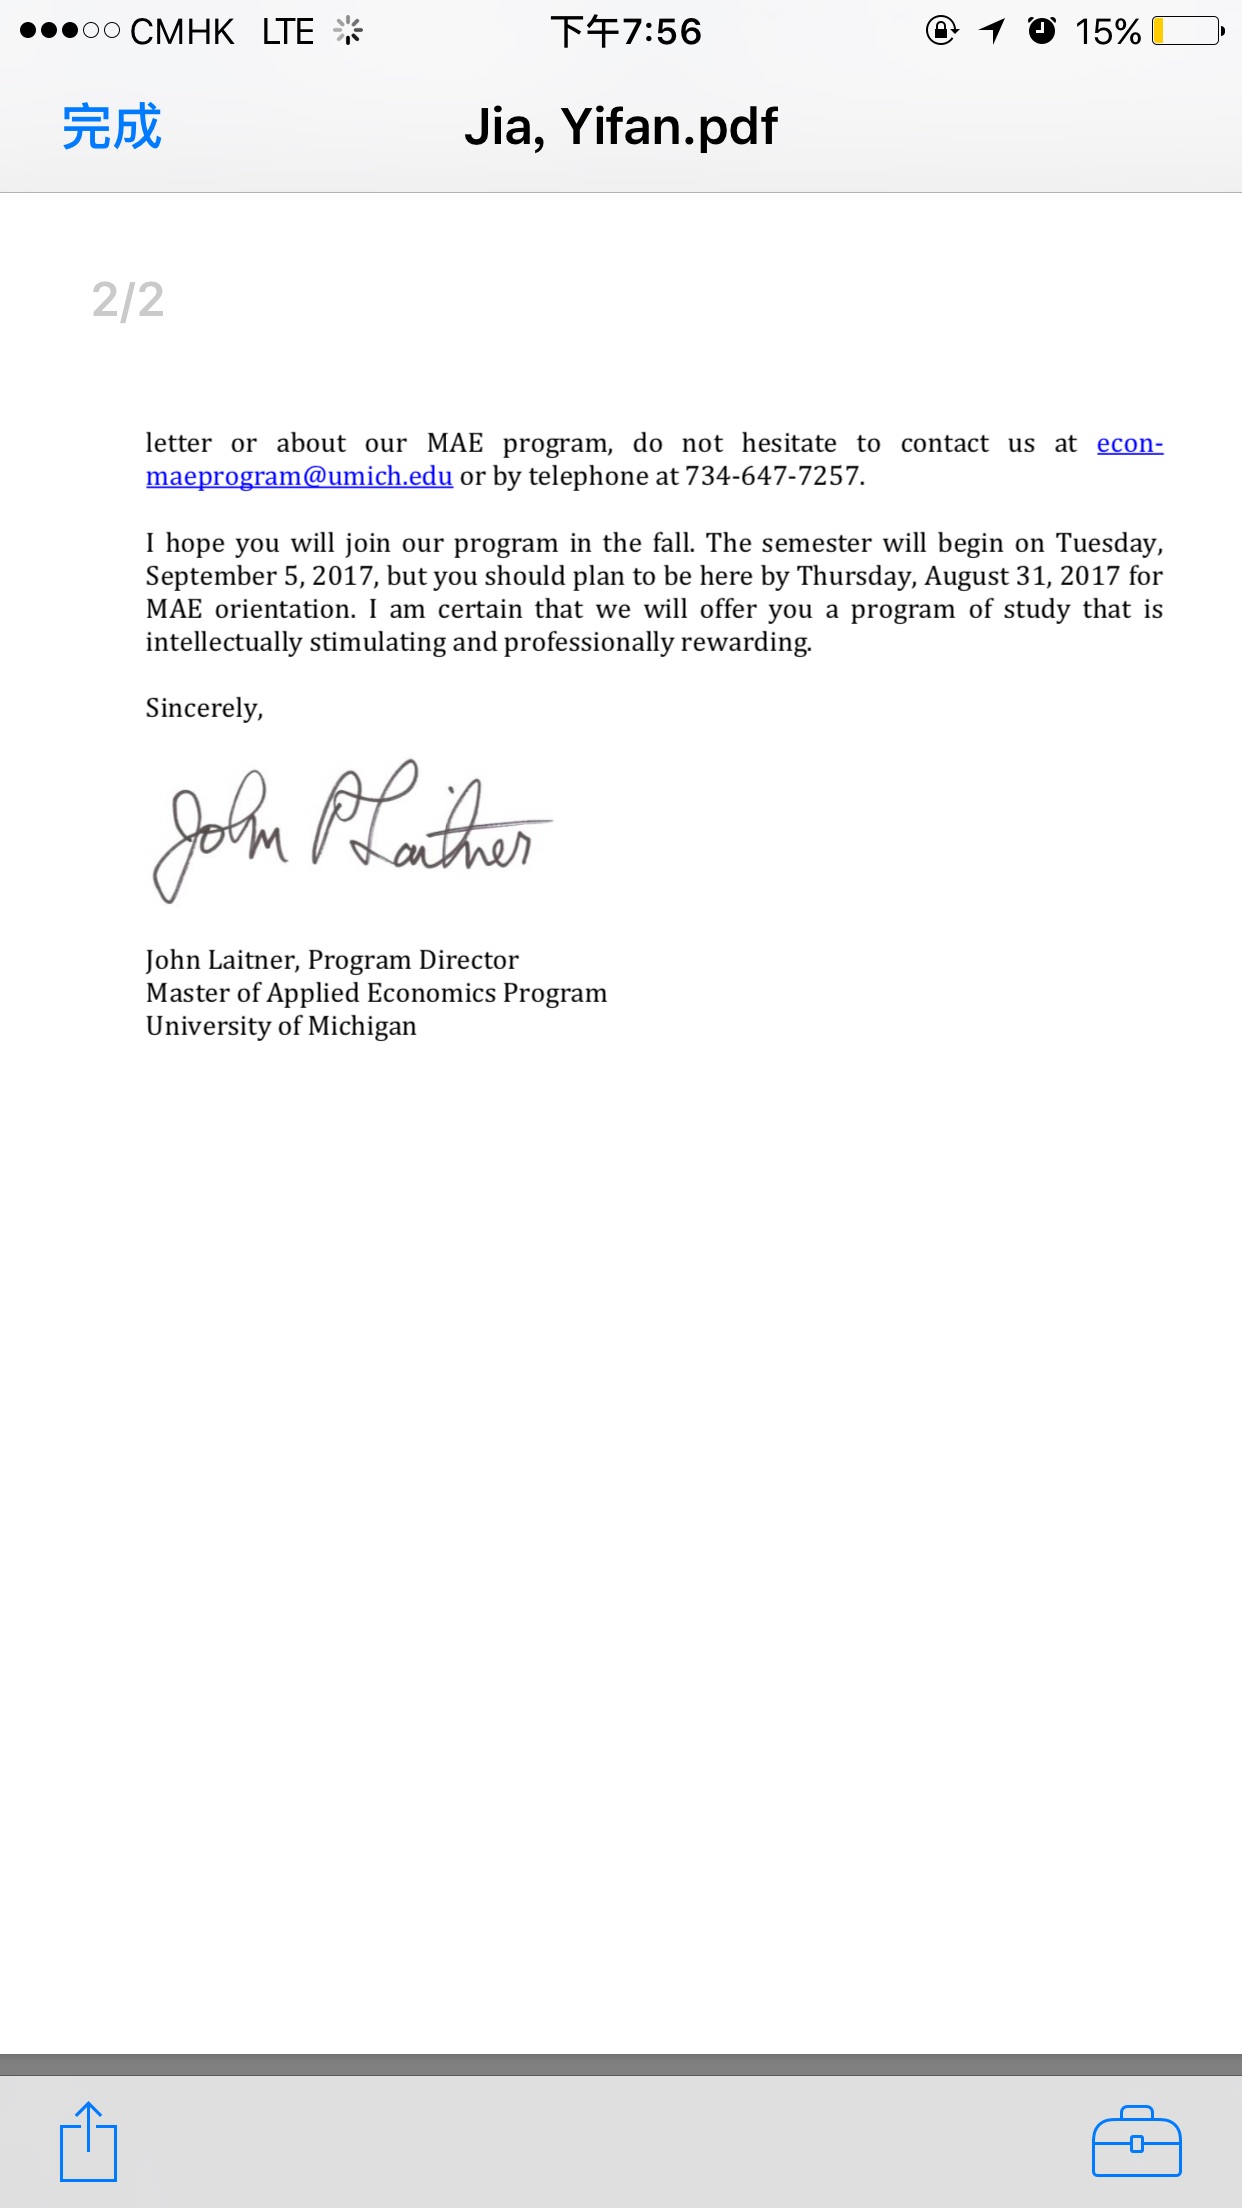 CMHK LTE 下午7:56 15%
完成 Jia, Yifan.pdf
2/2
letter or about our MAE program, do not hesitate to contact us at econ-
maeprogram@umich.edu or by telephone at 734-647-7257.
I hope you will join our program in the fall. The semester will begin on Tuesday,
September 5, 2017, but you should plan to be here by Thursday, August 31, 2017 for
MAE orientation. I am certain that we will offer you a program of study that is
intellectually stimulating and professionally rewarding.
Sincerely,
John P Laitner
John Laitner, Program Director
Master of Applied Economics Program
University of Michigan